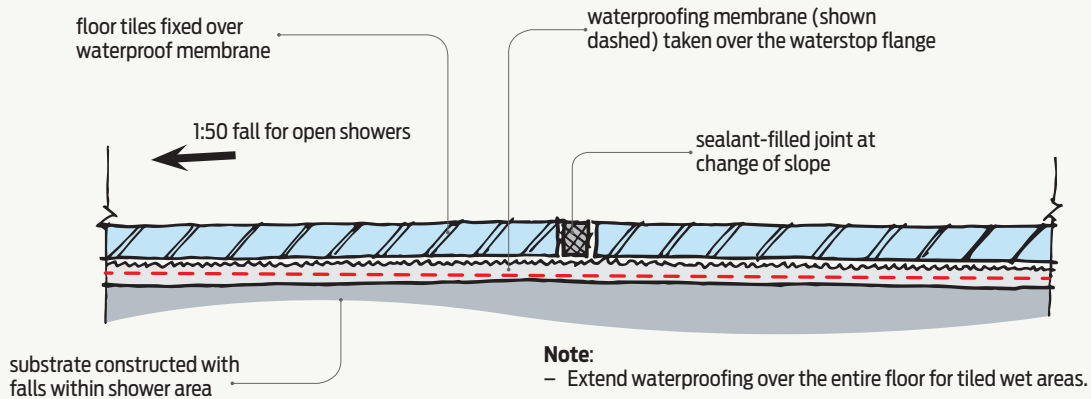 floor tiles fixed over
waterproof membrane
waterproofing membrane (shown
dashed) taken over the waterstop flange
1:50 fall for open showers
sealant-filled joint at
change of slope
substrate constructed with
falls within shower area
Note:
– Extend waterproofing over the entire floor for tiled wet areas.